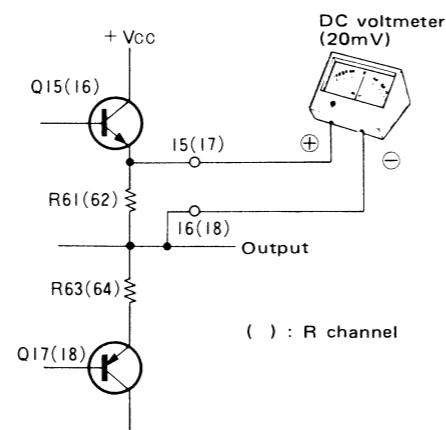 DC voltmeter
(20mV)
+ Vcc
Q15(16)
15(17)
⊕
⊖
R61(62)
16(18)
Output
R63(64)
( ) : R channel
Q17(18)